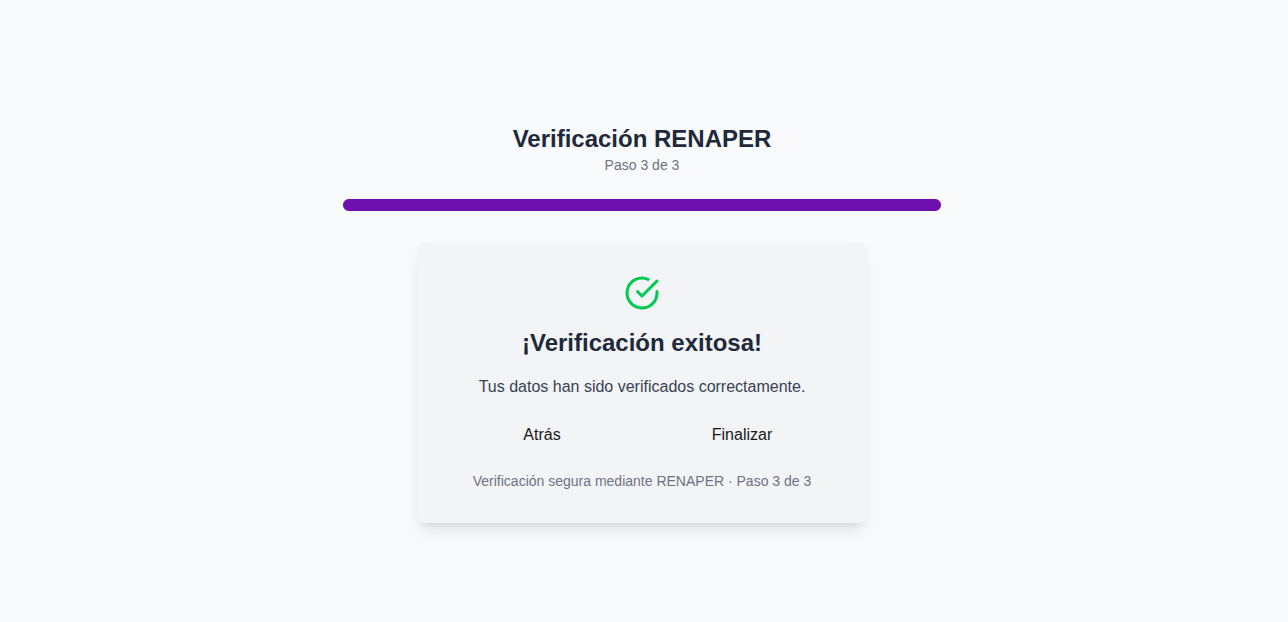 Verificación RENAPER
Paso 3 de 3
¡Verificación exitosa!
Tus datos han sido verificados correctamente.
Atrás Finalizar
Verificación segura mediante RENAPER · Paso 3 de 3